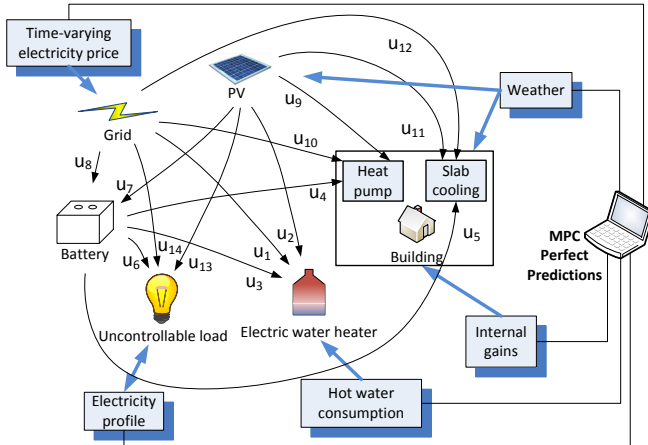 Time-varying
electricity price
u12
PV
u9
Weather
Grid
u10
u11
u8
u7
Heat
pump
Slab
cooling
u4
Battery
u6
u14
u13
u1
u2
u3
u5
Building
MPC
Perfect
Predictions
Uncontrollable load
Electric water heater
Internal
gains
Electricity
profile
Hot water
consumption